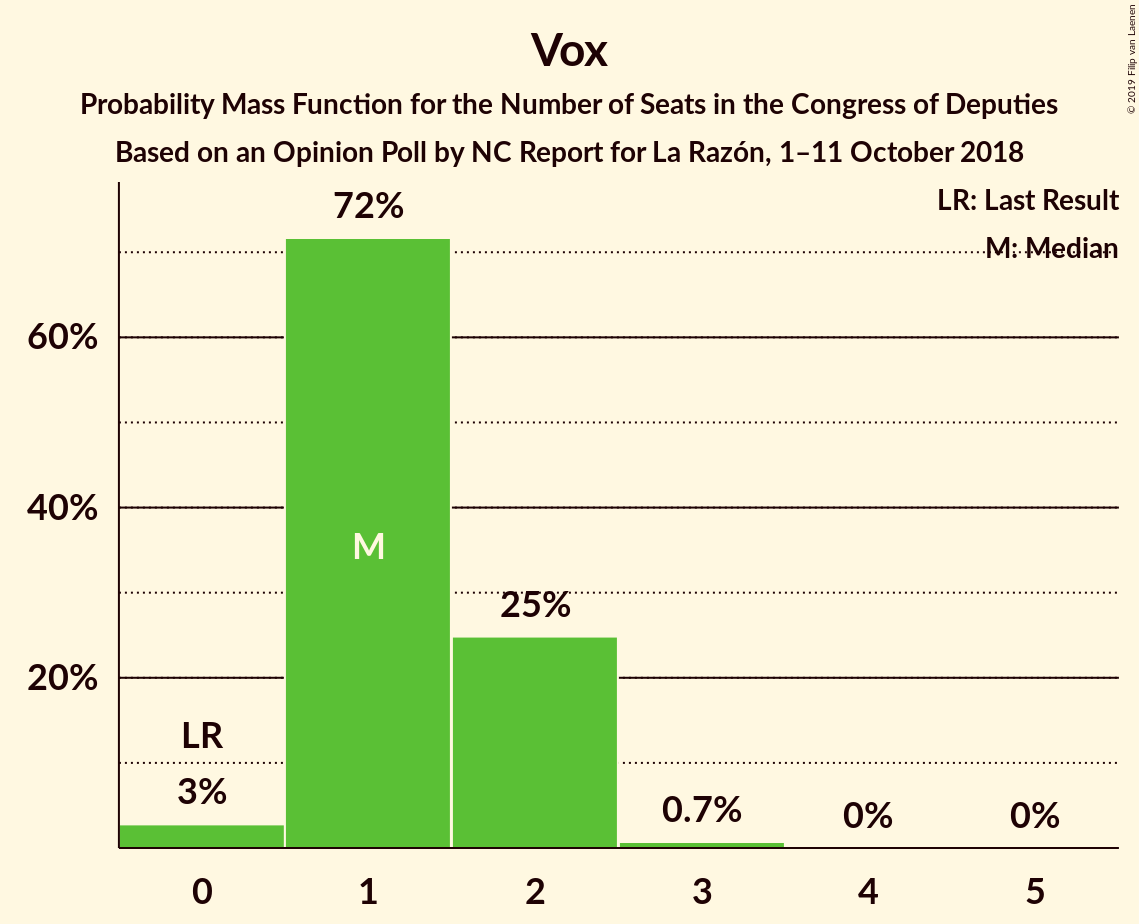 Vox
Probability Mass Function for the Number of Seats in the Congress of Deputies
Based on an Opinion Poll by NC Report for La Razón, 1–11 October 2018
© 2019 Filip van Laenen
LR: Last Result
M: Median
72%
60%
40%
M
25%
20%
LR
3%
0.7%
0%
0%
0
1
2
3
4
5